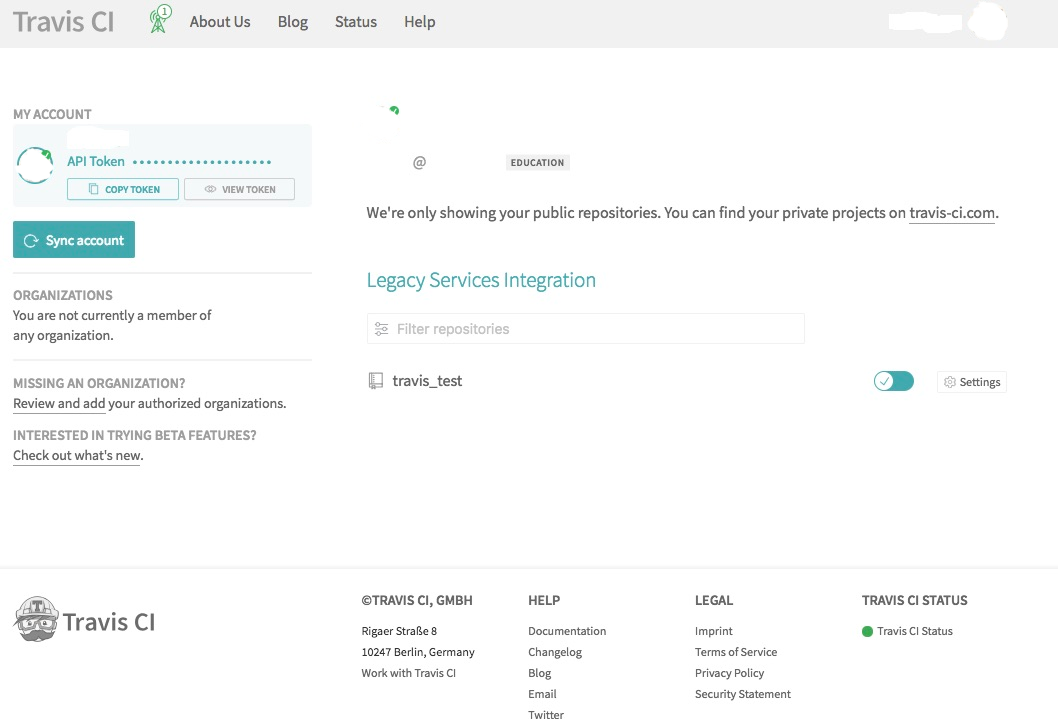 Travis CI
1
About Us
Blog
Status
Help
MY ACCOUNT
API Token ••••••••••••••••••••
COPY TOKEN
VIEW TOKEN
Sync account
ORGANIZATIONS
You are not currently a member of
any organization.
MISSING AN ORGANIZATION?
Review and add your authorized organizations.
INTERESTED IN TRYING BETA FEATURES?
Check out what's new.
@
EDUCATION
We're only showing your public repositories. You can find your private projects on travis-ci.com.
Legacy Services Integration
Filter repositories
travis_test
Settings
T
Travis CI
©TRAVIS CI, GMBH
Rigaer Straße 8
10247 Berlin, Germany
Work with Travis CI
HELP
Documentation
Changelog
Blog
Email
Twitter
LEGAL
Imprint
Terms of Service
Privacy Policy
Security Statement
TRAVIS CI STATUS
Travis CI Status